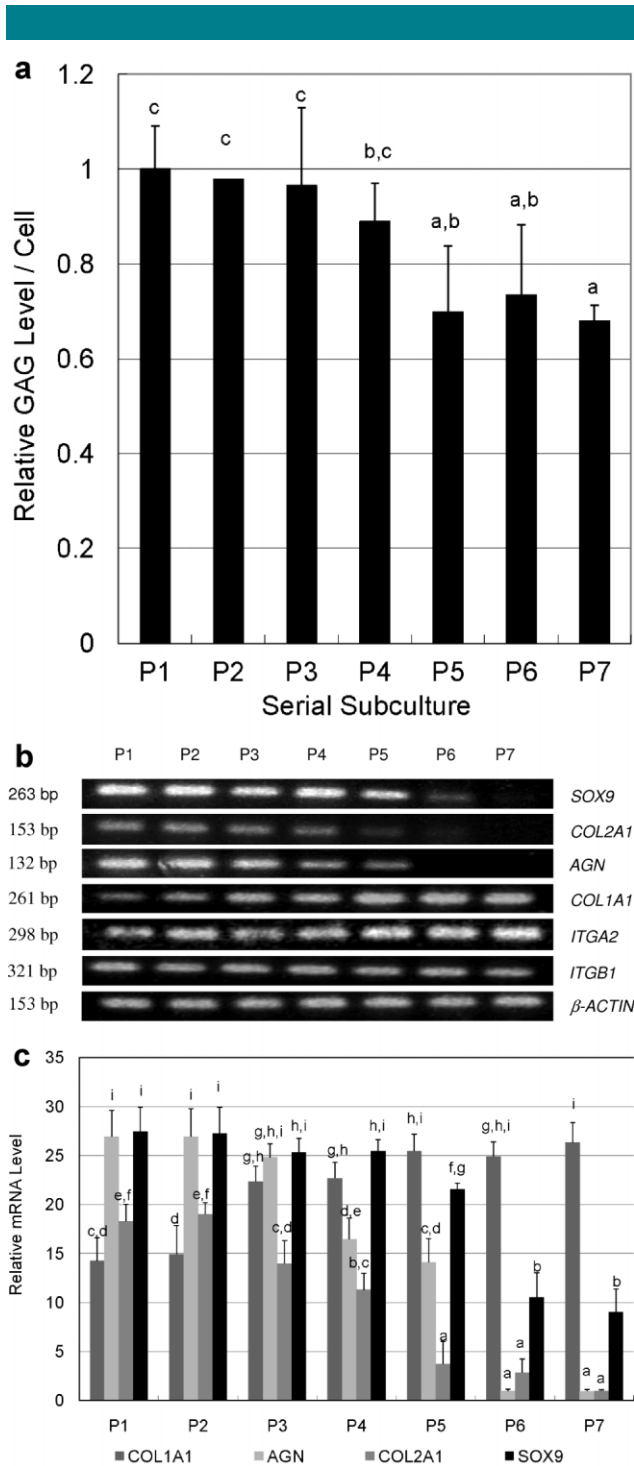 a
1.2
1
0.8
0.6
0.4
0.2
0
Relative GAG Level / Cell
c
c
c
b,c
a,b
a,b
a
P1 P2 P3 P4 P5 P6 P7
Serial Subculture
b
P1 P2 P3 P4 P5 P6 P7
263 bp SOX9
153 bp COL2A1
132 bp AGN
261 bp COL1A1
298 bp ITGA2
321 bp ITGB1
153 bp β-ACTIN
c
35
30
25
20
15
10
5
0
Relative mRNA Level
c,d i e,f i
d i e,f i
g,h g,h,i c,d h,i
g,h d,e b,c h,i
h,i c,d a f,g
g,h,i a a b
i a a b
P1 P2 P3 P4 P5 P6 P7
COL1A1 AGN COL2A1 SOX9